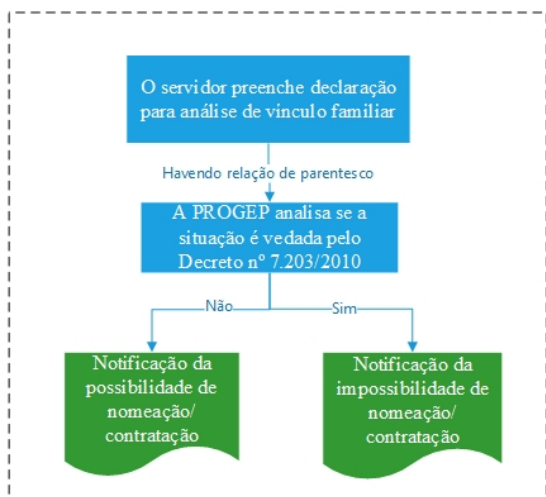 O servidor preenche declaração
para análise de vínculo familiar
Havendo relação de parentesco
A PROGEP analisa se a
situação é vedada pelo
Decreto nº 7.203/2010
Não
Sim
Notificação da
possibilidade de
nomeação/
contratação
Notificação da
impossibilidade de
nomeação/
contratação